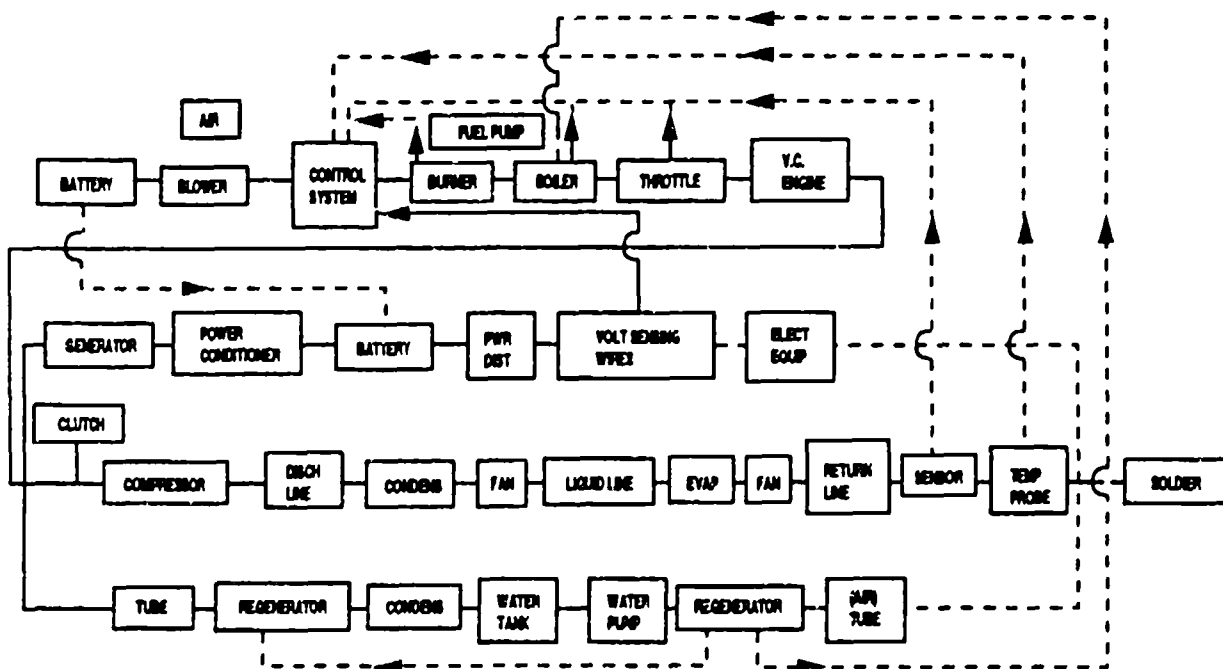 AIR
FUEL PUMP
V.C.
ENGINE
BATTERY
BLOWER
CONTROL
SYSTEM
BURNER
BOILER
THROTTLE
GENERATOR
POWER
CONDITIONER
BATTERY
PWR
DIST
VOLT SENSING
WIRES
ELECT
EQUIP
CLUTCH
COMPRESSOR
DISCH
LINE
CONDENS
FAN
LIQUID LINE
EVAP
FAN
RETURN
LINE
SENSOR
TEMP
PROBE
SOLDIER
TUBE
REGENERATOR
CONDENS
WATER
TANK
WATER
PUMP
REGENERATOR
(AIR)
TUBE